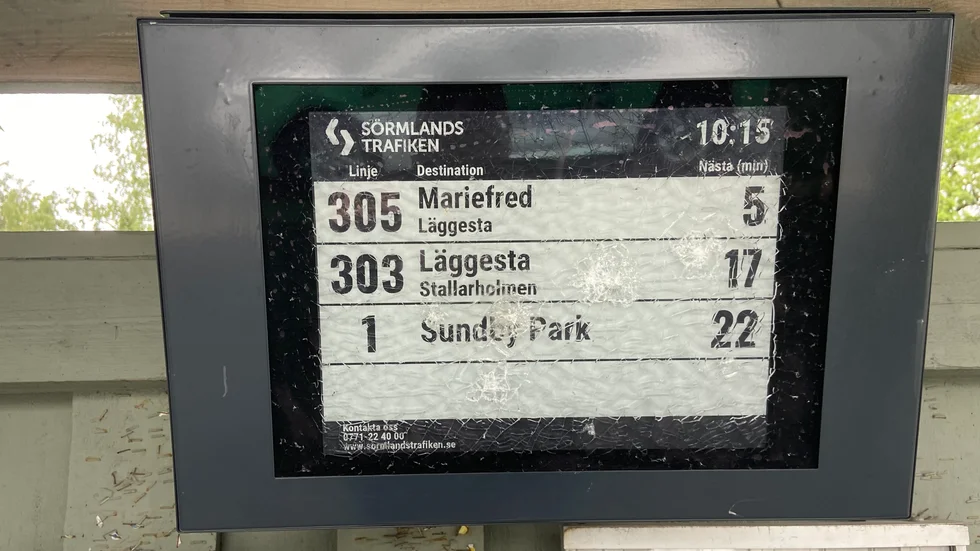 SÖRMLANDS
TRAFIKEN
10:15
Linje Destination Nästa (min)
305 Mariefred 5
Läggesta
303 Läggesta 17
Stallarholmen
1 Sundby Park 22
Kontakta oss
0771-22 40 00
www.sormlandstrafiken.se